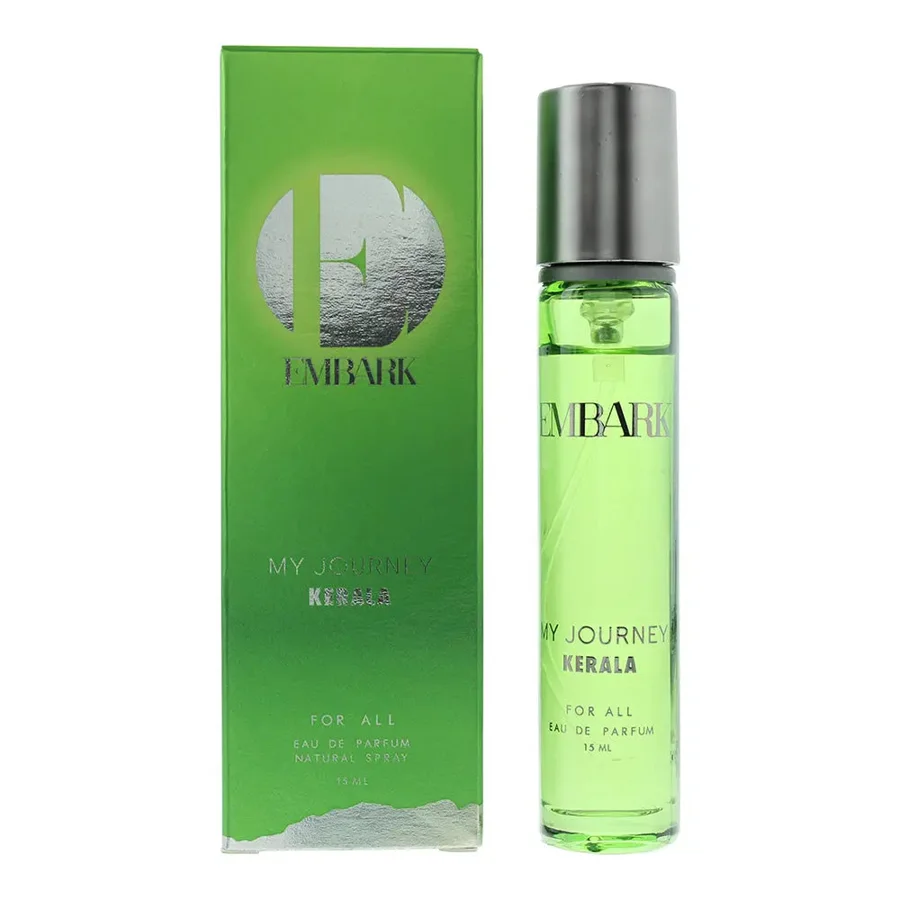 E
EMBARK
MY JOURNEY
KERALA
FOR ALL
EAU DE PARFUM
NATURAL SPRAY
15 ML
EMBARK
MY JOURNEY
KERALA
FOR ALL
EAU DE PARFUM
15 ML